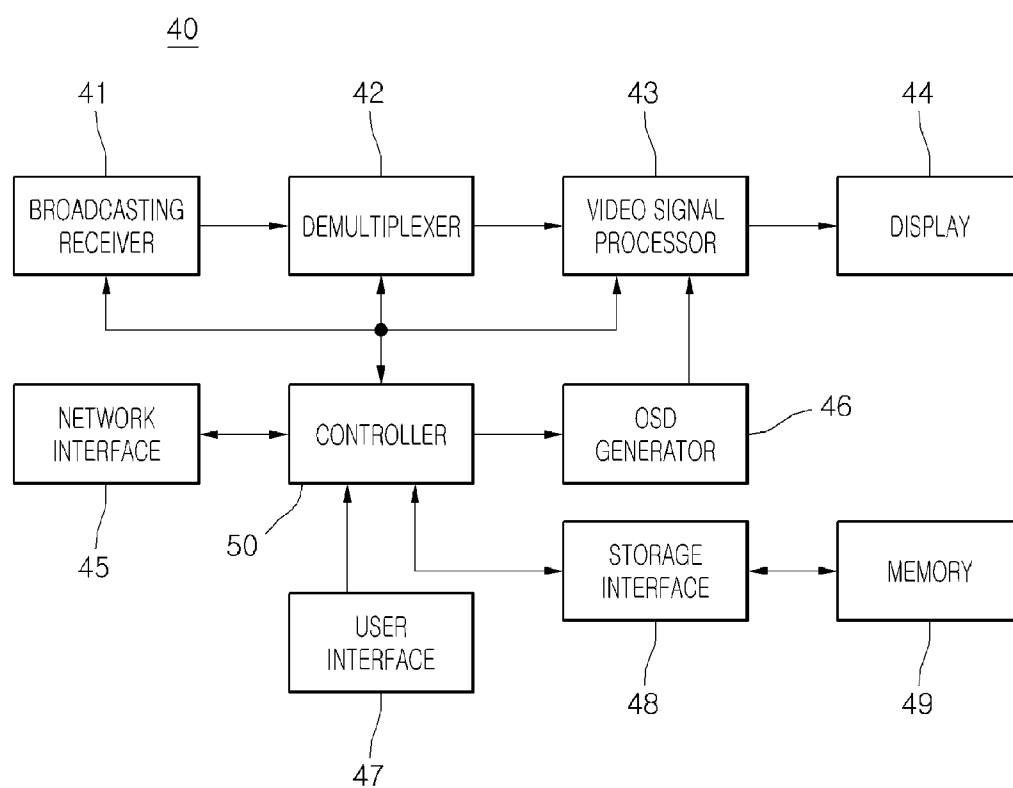 40
41
42
43
44
BROADCASTING
RECEIVER
DEMULTIPLEXER
VIDEO SIGNAL
PROCESSOR
DISPLAY
NETWORK
INTERFACE
CONTROLLER
OSD
GENERATOR
46
45
50
STORAGE
INTERFACE
MEMORY
USER
INTERFACE
48
49
47